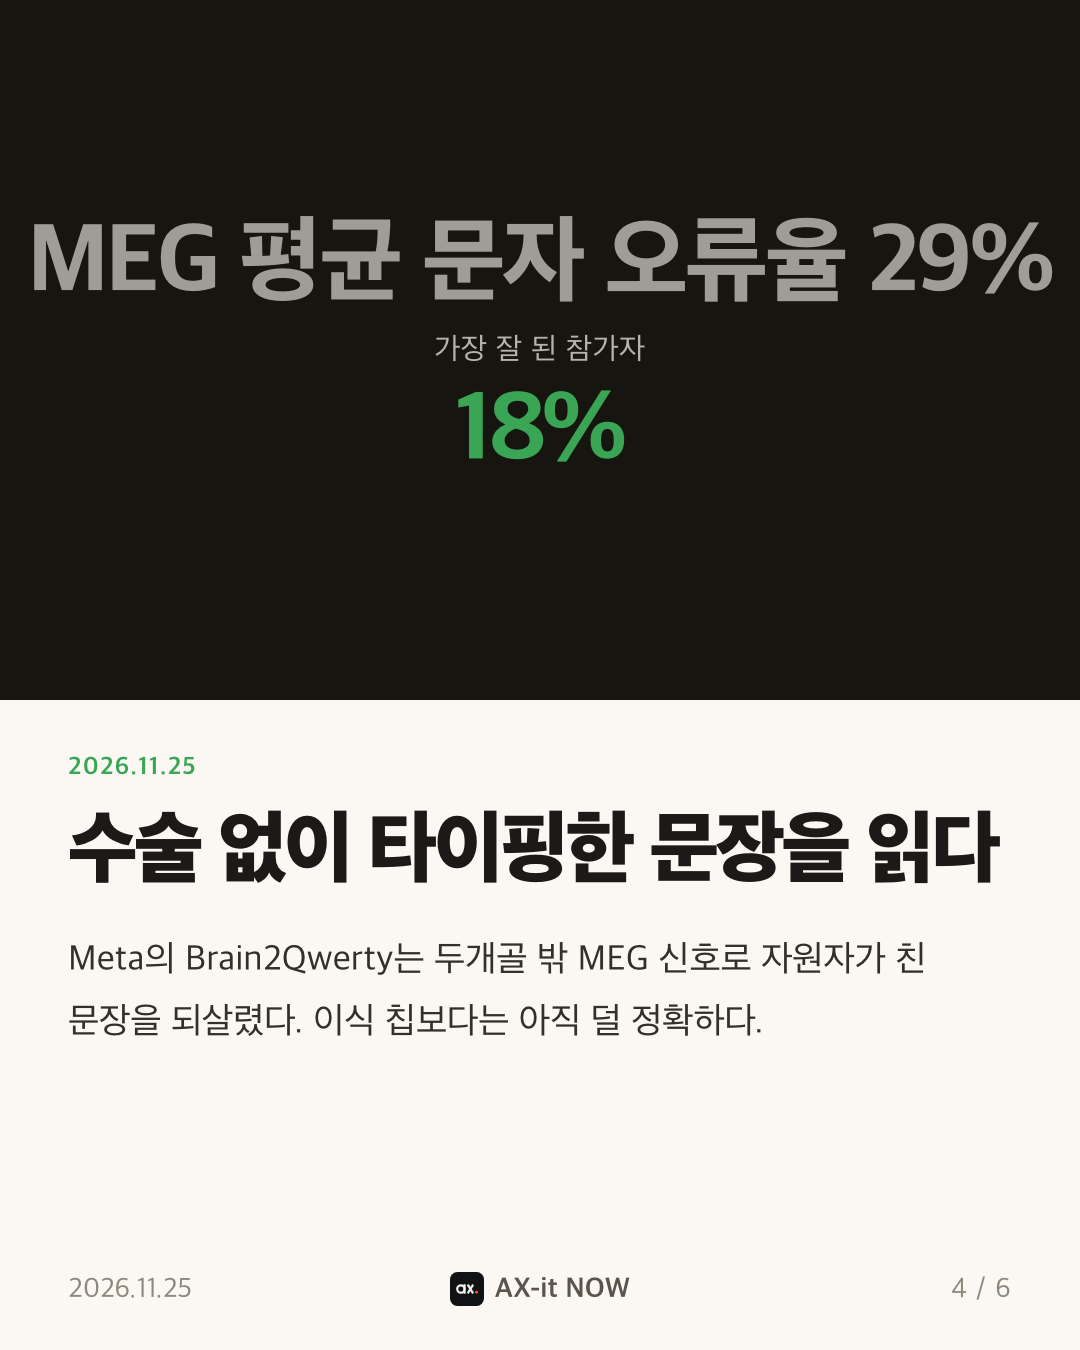 MEG 평균 문자 오류율 29%
가장 잘 된 참가자
18%
2026.11.25
수술 없이 타이핑한 문장을 읽다
Meta의 Brain2Qwerty는 두개골 밖 MEG 신호로 자원자가 친
문장을 되살렸다. 이식 칩보다는 아직 덜 정확하다.
2026.11.25
ax. AX-it NOW
4 / 6